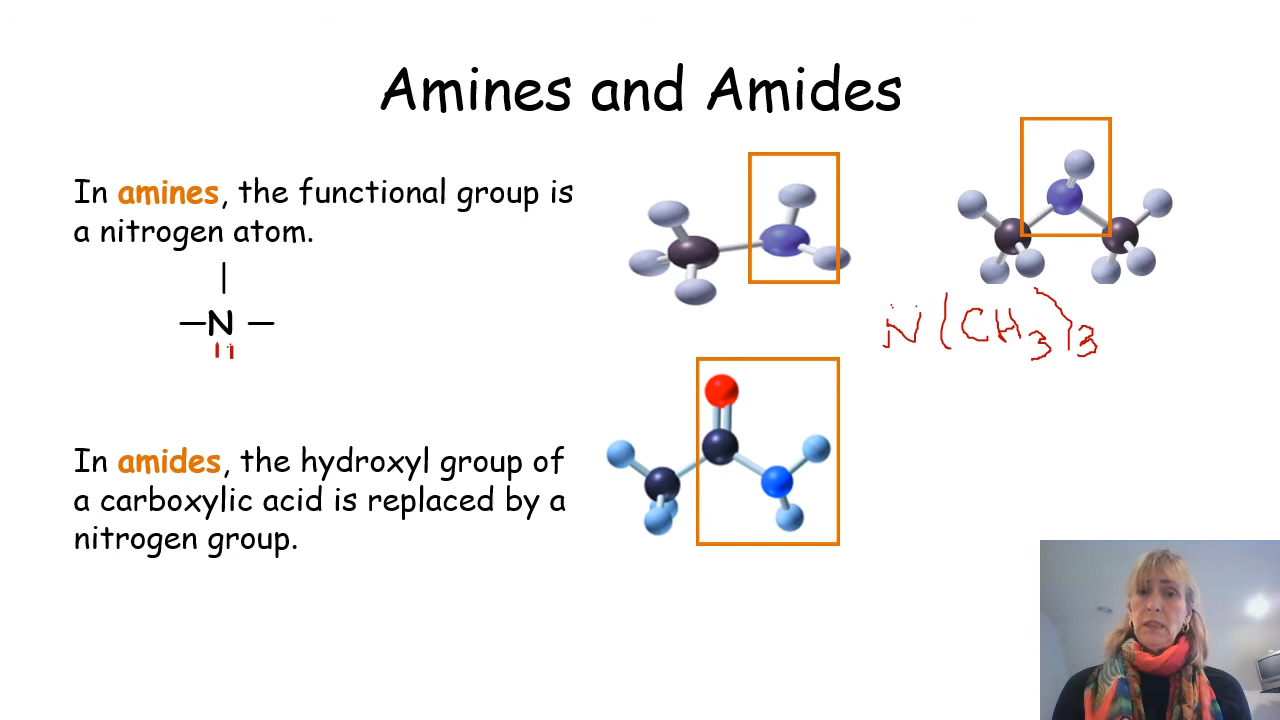 Amines and Amides
In amines, the functional group is
a nitrogen atom.
N
N(CH3)3
In amides, the hydroxyl group of
a carboxylic acid is replaced by a
nitrogen group.